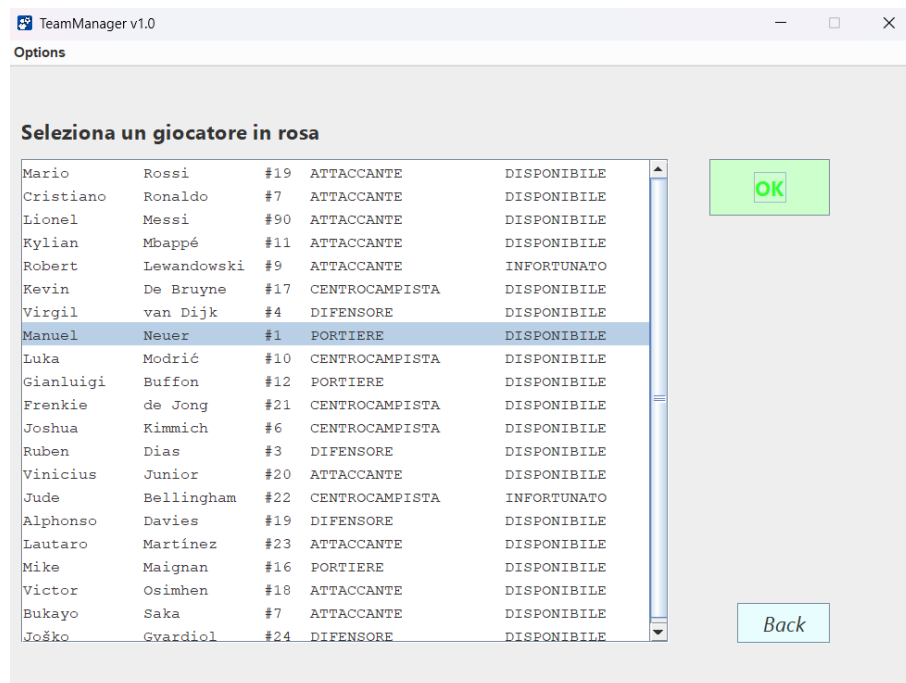 TeamManager v1.0
Options
Seleziona un giocatore in rosa
Mario Rossi #19 ATTACCANTE DISPONIBILE
Cristiano Ronaldo #7 ATTACCANTE DISPONIBILE
Lionel Messi #90 ATTACCANTE DISPONIBILE
Kylian Mbappé #11 ATTACCANTE DISPONIBILE
Robert Lewandowski #9 ATTACCANTE INFORTUNATO
Kevin De Bruyne #17 CENTROCAMPISTA DISPONIBILE
Virgil van Dijk #4 DIFENSORE DISPONIBILE
Manuel Neuer #1 PORTIERE DISPONIBILE
Luka Modrić #10 CENTROCAMPISTA DISPONIBILE
Gianluigi Buffon #12 PORTIERE DISPONIBILE
Frenkie de Jong #21 CENTROCAMPISTA DISPONIBILE
Joshua Kimmich #6 CENTROCAMPISTA DISPONIBILE
Ruben Dias #3 DIFENSORE DISPONIBILE
Vinicius Junior #20 ATTACCANTE DISPONIBILE
Jude Bellingham #22 CENTROCAMPISTA INFORTUNATO
Alphonso Davies #19 DIFENSORE DISPONIBILE
Lautaro Martínez #23 ATTACCANTE DISPONIBILE
Mike Maignan #16 PORTIERE DISPONIBILE
Victor Osimhen #18 ATTACCANTE DISPONIBILE
Bukayo Saka #7 ATTACCANTE DISPONIBILE
Joško Gvardiol #24 DIFENSORE DISPONIBILE
OK
Back